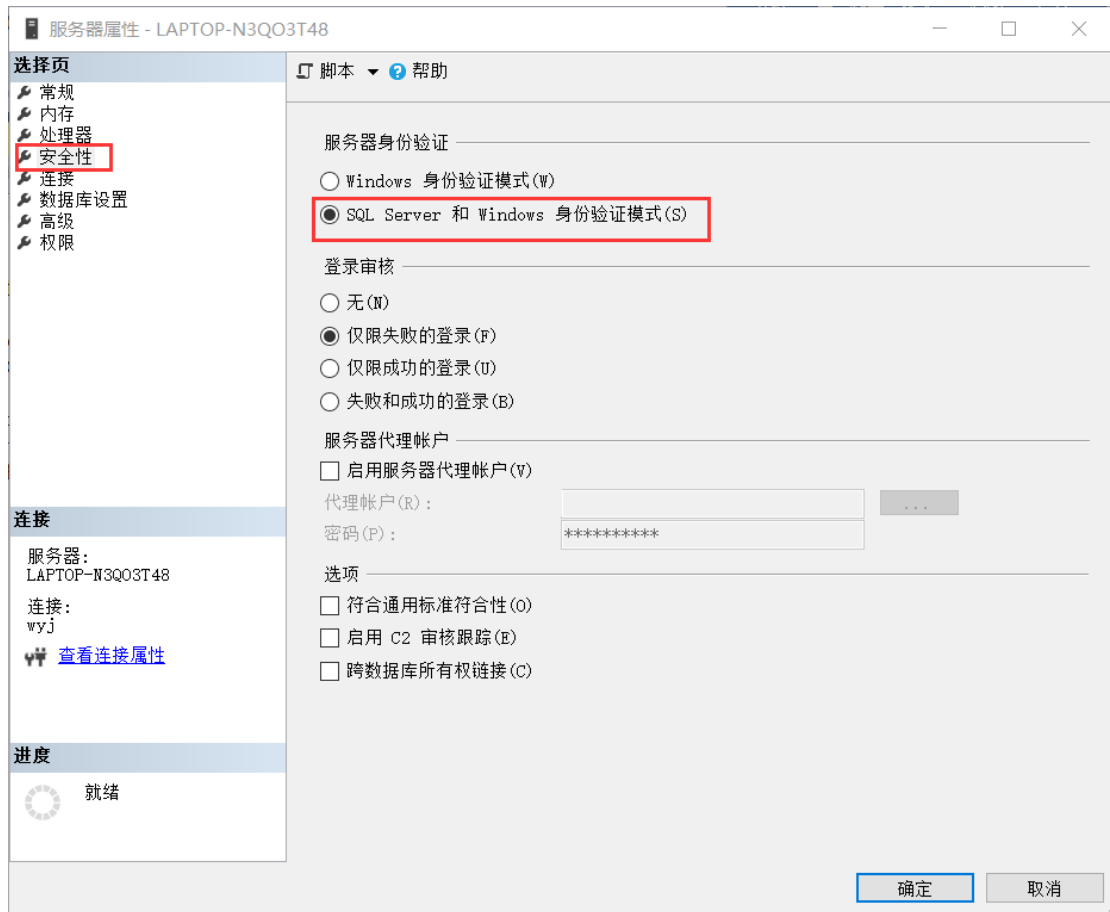 服务器属性 - LAPTOP-N3QO3T48
选择页
常规
内存
处理器
安全性
连接
数据库设置
高级
权限
脚本 帮助
服务器身份验证
Windows 身份验证模式(W)
SQL Server 和 Windows 身份验证模式(S)
登录审核
无(N)
仅限失败的登录(F)
仅限成功的登录(U)
失败和成功的登录(B)
服务器代理帐户
启用服务器代理帐户(V)
代理帐户(R):
...
密码(P):
**********
选项
符合通用标准符合性(O)
启用 C2 审核跟踪(E)
跨数据库所有权链接(C)
连接
服务器:
LAPTOP-N3QO3T48
连接:
wyj
查看连接属性
进度
就绪
确定 取消